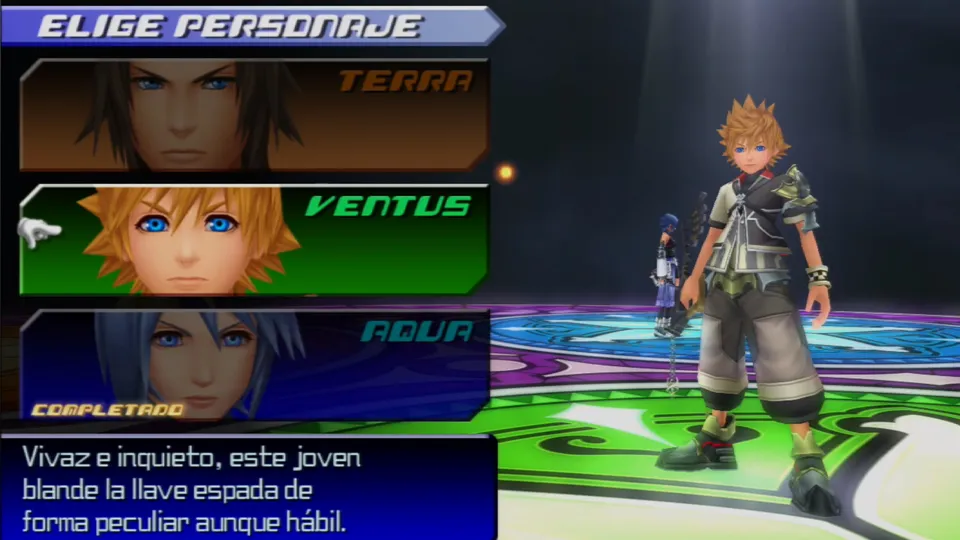 ELIGE PERSONAJE
TERRA
VENTUS
AQUA
COMPLETADO
Vivaz e inquieto, este joven
blande la llave espada de
forma peculiar aunque hábil.